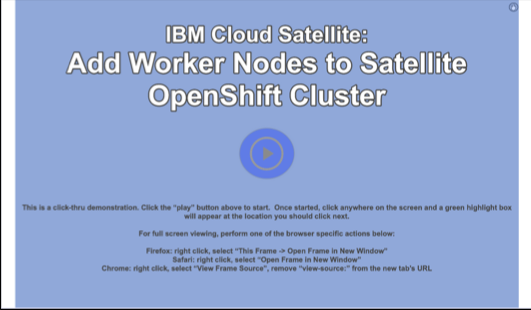 IBM Cloud Satellite:
Add Worker Nodes to Satellite
OpenShift Cluster
This is a click-thru demonstration. Click the "play" button above to start. Once started, click anywhere on the screen and a green highlight box
will appear at the location you should click next.
For full screen viewing, perform one of the browser specific actions below:
Firefox: right click, select "This Frame -> Open Frame in New Window"
Safari: right click, select "Open Frame in New Window"
Chrome: right click, select "View Frame Source", remove "view-source:" from the new tab's URL